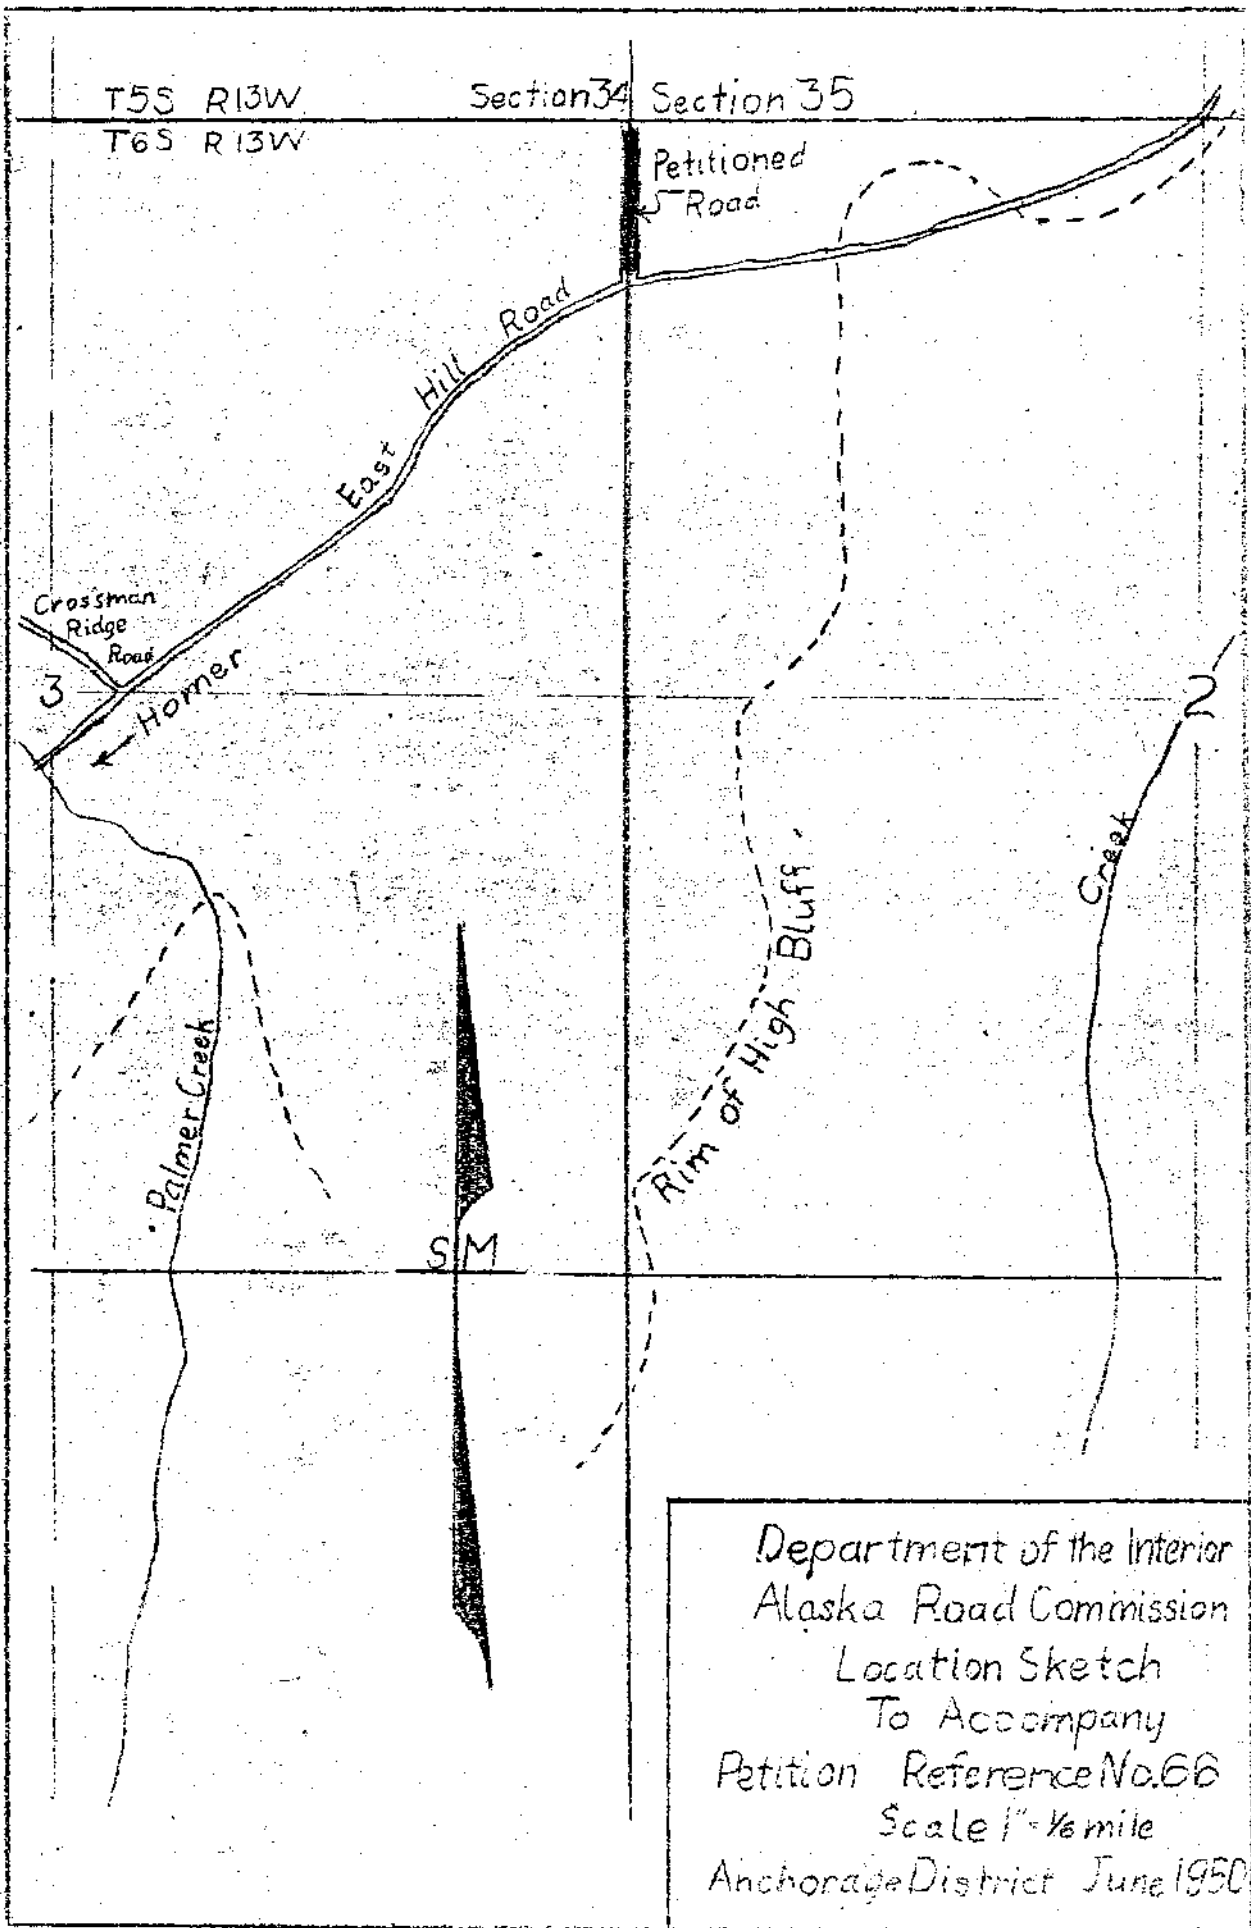 T5S R13W
Section 34
Section 35
T6S R13W
Petitioned
Road
East Hill Road
Crossman
Ridge
Road
3
Homer
2
Creek
Rim of High Bluff
Palmer Creek
S M
Department of the Interior
Alaska Road Commission
Location Sketch
To Accompany
Petition Reference No. 66
Scale 1" = 1/6 mile
Anchorage District June 1950